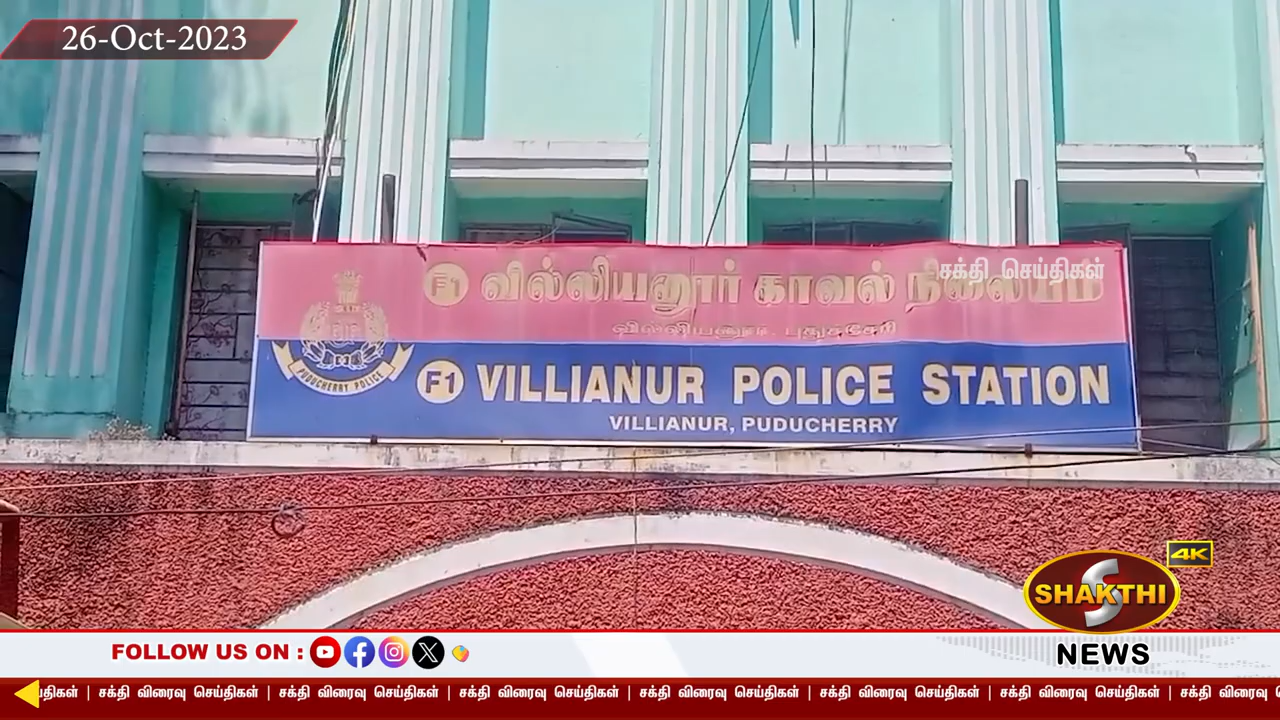 26-Oct-2023
சக்தி செய்திகள்
F1 வில்லியனூர் காவல் நிலையம்
வில்லியனூர், புதுச்சேரி
PUDUCHERRY POLICE
F1 VILLIANUR POLICE STATION
VILLIANUR, PUDUCHERRY
4K
SHAKTHI
S
NEWS
FOLLOW US ON :
திகள் | சக்தி விரைவு செய்திகள் | சக்தி விரைவு செய்திகள் | சக்தி விரைவு செய்திகள் | சக்தி விரைவு செய்திகள் | சக்தி விரைவு செய்திகள் | சக்தி விரைவு செய்திகள் | சக்தி விரைவு